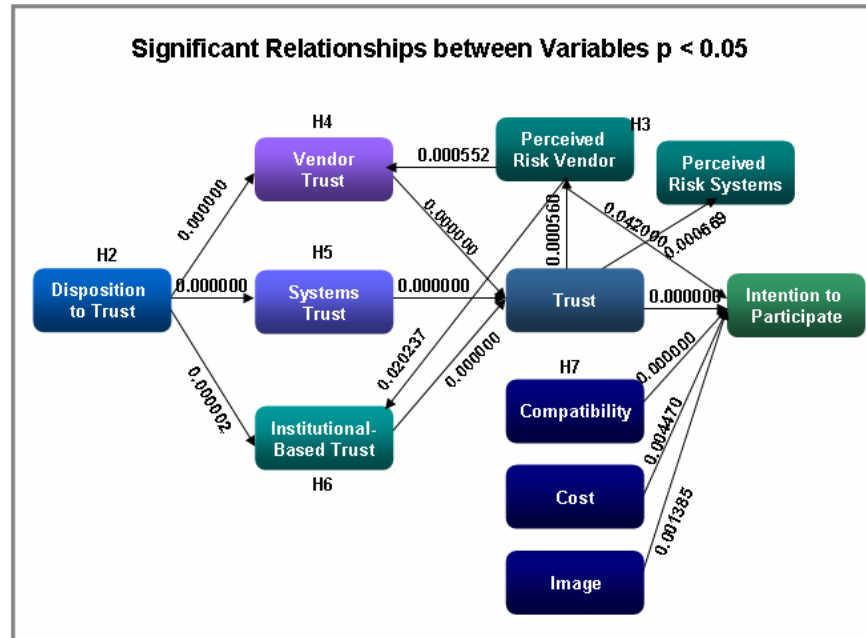 Significant Relationships between Variables p < 0.05
H4
Vendor
Trust
0.000552
Perceived
Risk Vendor
H3
Perceived
Risk Systems
0.000000
0.000000
0.000560
0.042000
0.000669
H2
Disposition
to Trust
0.000000
H5
Systems
Trust
0.000000
Trust
0.000000
Intention to
Participate
0.000002
0.020237
0.000000
H7
Compatibility
0.000000
Institutional-
Based Trust
H6
0.004470
Cost
0.001385
Image